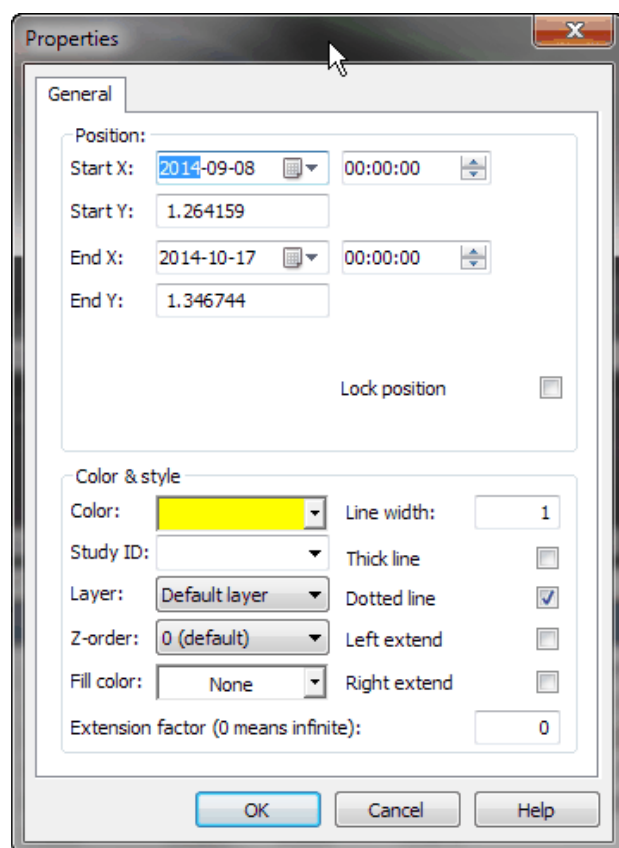 Properties
General
Position:
Start X: 2014-09-08 00:00:00
Start Y: 1.264159
End X: 2014-10-17 00:00:00
End Y: 1.346744
Lock position
Color & style
Color: Line width: 1
Study ID: Thick line
Layer: Default layer Dotted line
Z-order: 0 (default) Left extend
Fill color: None Right extend
Extension factor (0 means infinite): 0
OK Cancel Help